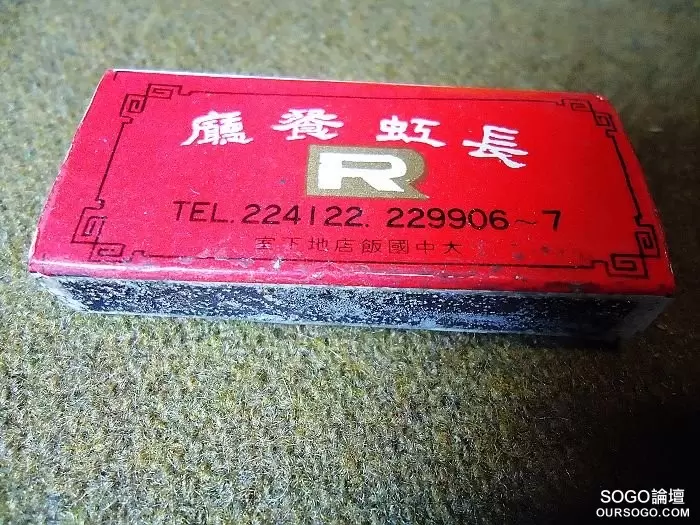 長虹餐廳
R
TEL. 224122. 229906~7
大中國飯店地下室
SOGO論壇
OURSOGO.COM